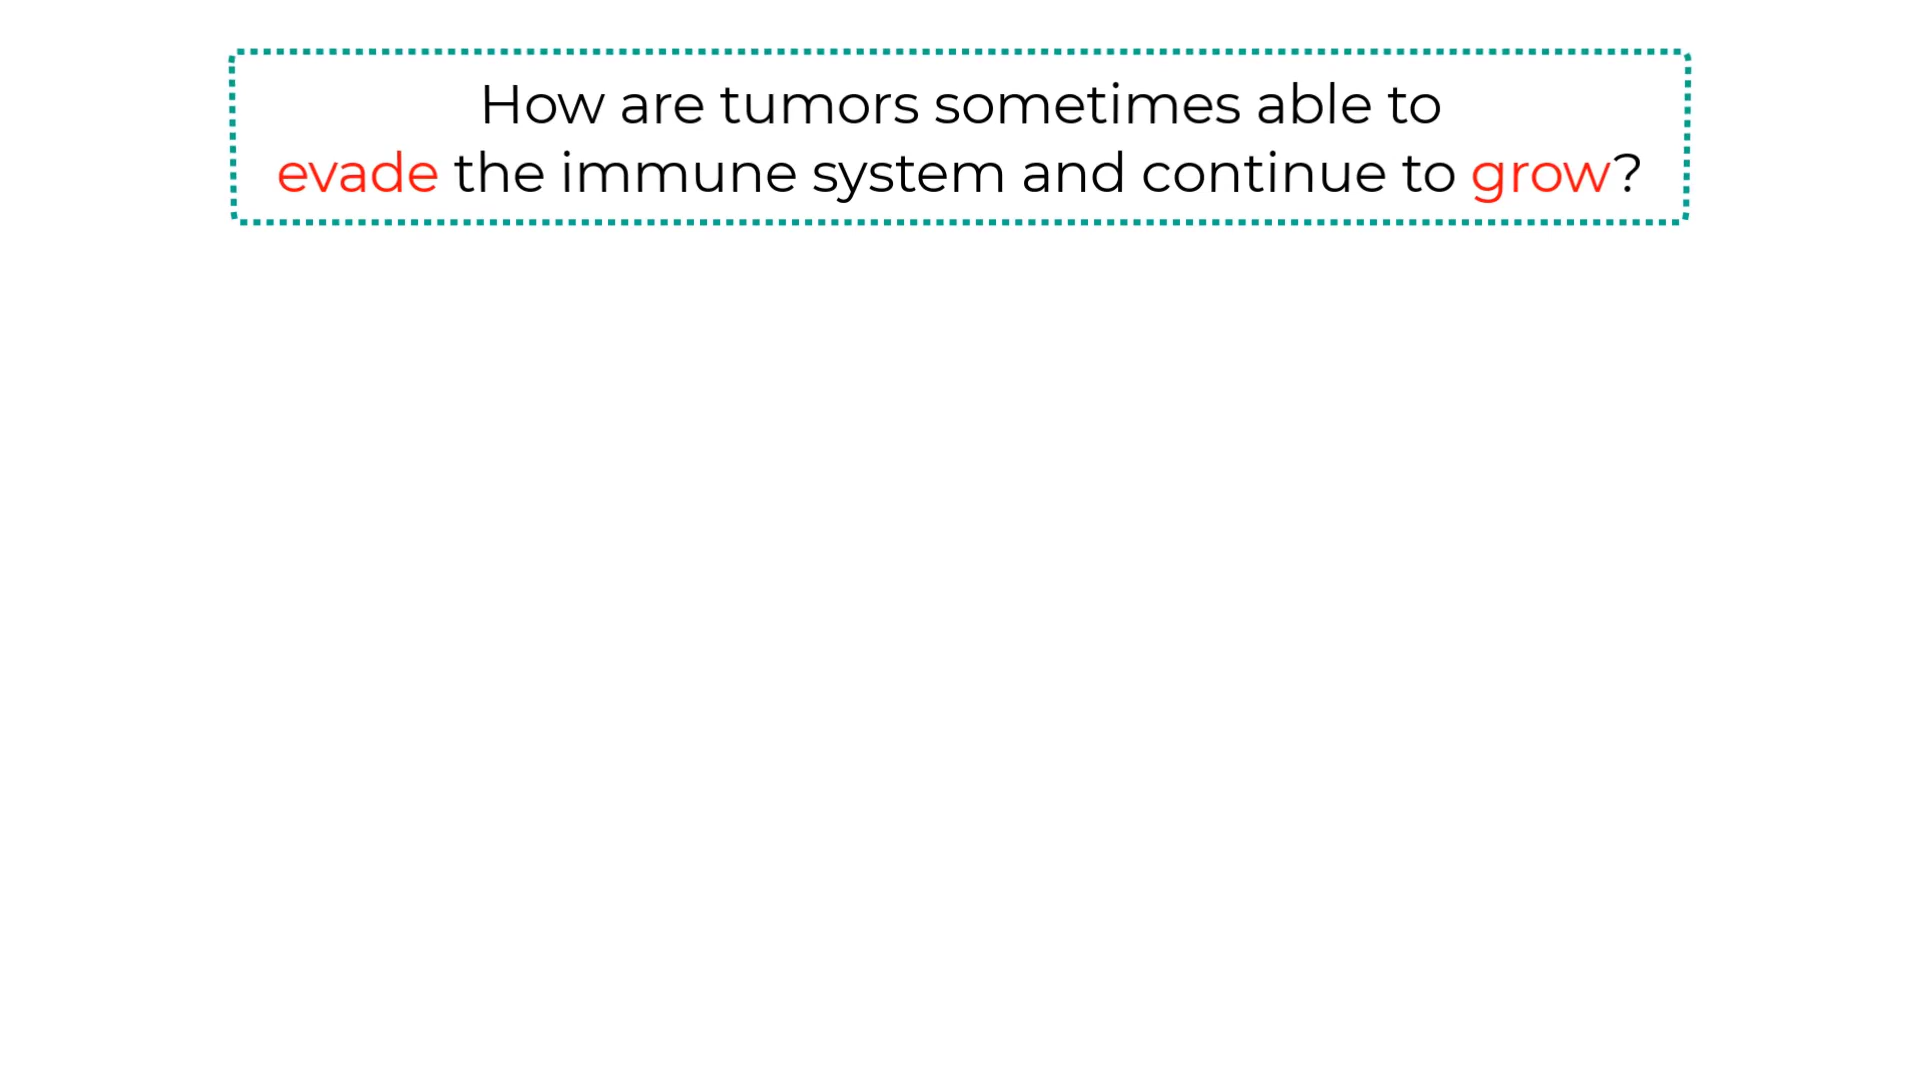 How are tumors sometimes able to
evade the immune system and continue to grow?